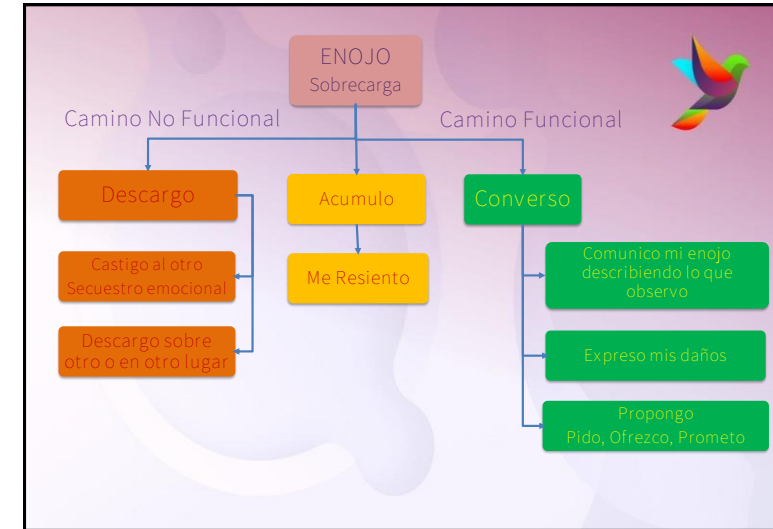 ENOJO
Sobrecarga
Camino No Funcional
Camino Funcional
Descargo
Acumulo
Converso
Castigo al otro
Secuestro emocional
Me Resiento
Comunico mi enojo
describiendo lo que
observo
Descargo sobre
otro o en otro lugar
Expreso mis daños
Propongo
Pido, Ofrezco, Prometo